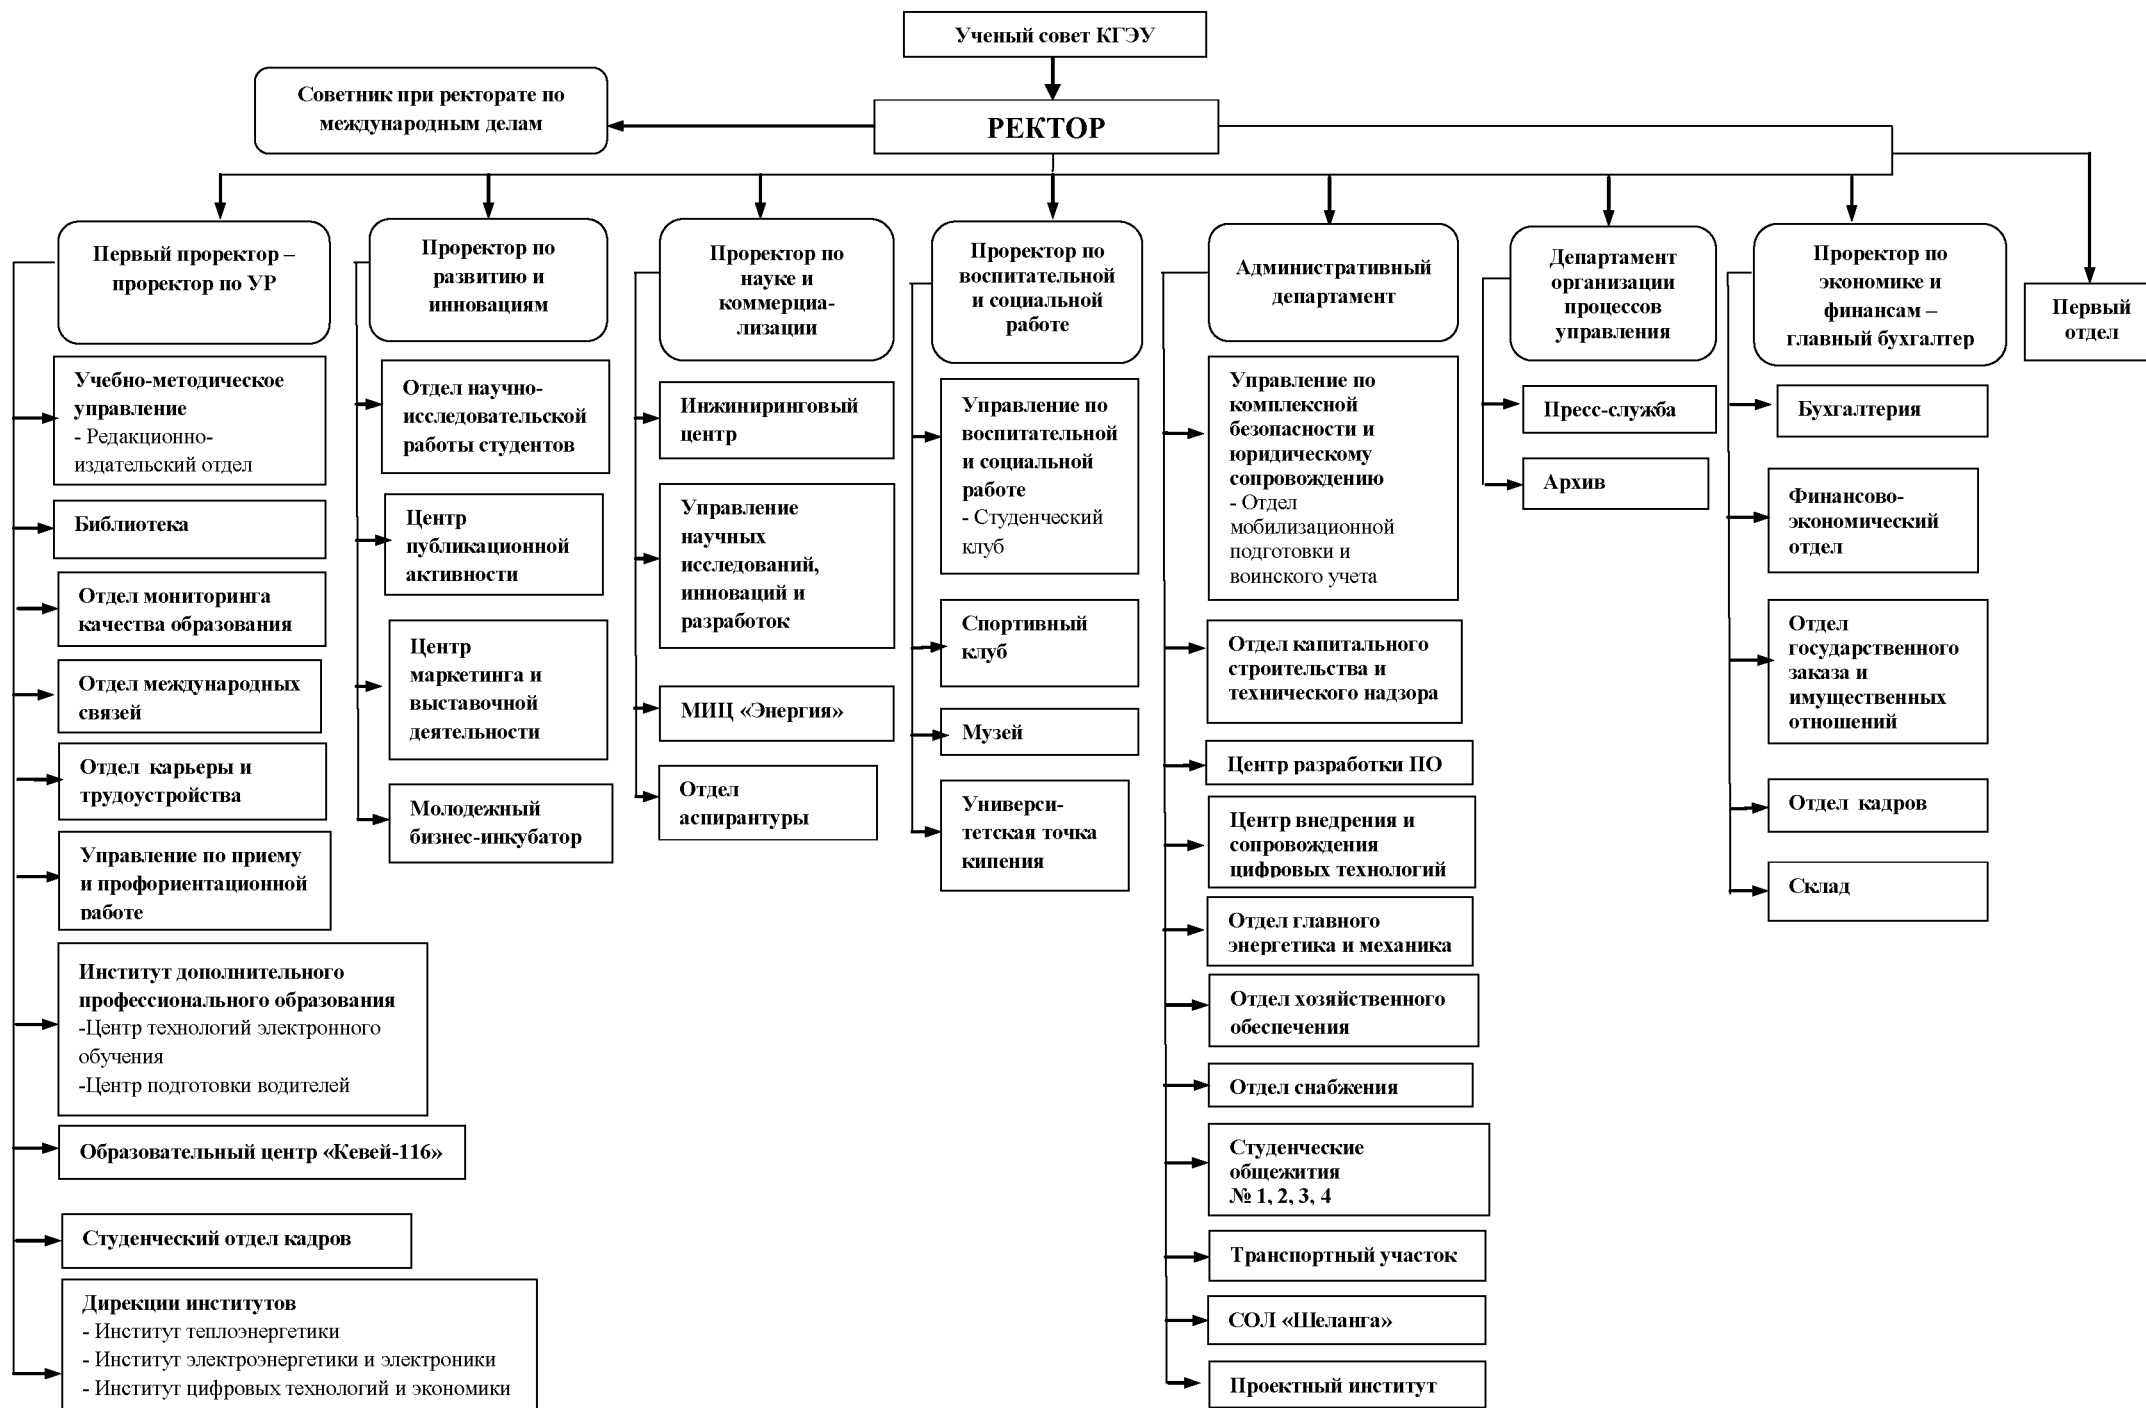 Ученый совет КГЭУ
Советник при ректорате по
международным делам
РЕКТОР
Первый проректор –
проректор по УР
Учебно-методическое
управление
- Редакционно-
издательский отдел
Библиотека
Отдел мониторинга
качества образования
Отдел международных
связей
Отдел карьеры и
трудоустройства
Управление по приему
и профориентационной
работе
Институт дополнительного
профессионального образования
-Центр технологий электронного
обучения
-Центр подготовки водителей
Образовательный центр «Кевей-116»
Студенческий отдел кадров
Дирекции институтов
- Институт теплоэнергетики
- Институт электроэнергетики и электроники
- Институт цифровых технологий и экономики
Проректор по
развитию и
инновациям
Отдел научно-
исследовательской
работы студентов
Центр
публикационной
активности
Центр
маркетинга и
выставочной
деятельности
Молодежный
бизнес-инкубатор
Проректор по
науке и
коммерциа-
лизации
Инжиниринговый
центр
Управление
научных
исследований,
инноваций и
разработок
МИЦ «Энергия»
Отдел
аспирантуры
Проректор по
воспитательной
и социальной
работе
Управление по
воспитательной
и социальной
работе
- Студенческий
клуб
Спортивный
клуб
Музей
Универси-
тетская точка
кипения
Административный
департамент
Управление по
комплексной
безопасности и
юридическому
сопровождению
- Отдел
мобилизационной
подготовки и
воинского учета
Отдел капитального
строительства и
технического надзора
Центр разработки ПО
Центр внедрения и
сопровождения
цифровых технологий
Отдел главного
энергетика и механика
Отдел хозяйственного
обеспечения
Отдел снабжения
Студенческие
общежития
№ 1, 2, 3, 4
Транспортный участок
СОЛ «Шеланга»
Проектный институт
Департамент
организации
процессов
управления
Пресс-служба
Архив
Проректор по
экономике и
финансам –
главный бухгалтер
Бухгалтерия
Финансово-
экономический
отдел
Отдел
государственного
заказа и
имущественных
отношений
Отдел кадров
Склад
Первый
отдел